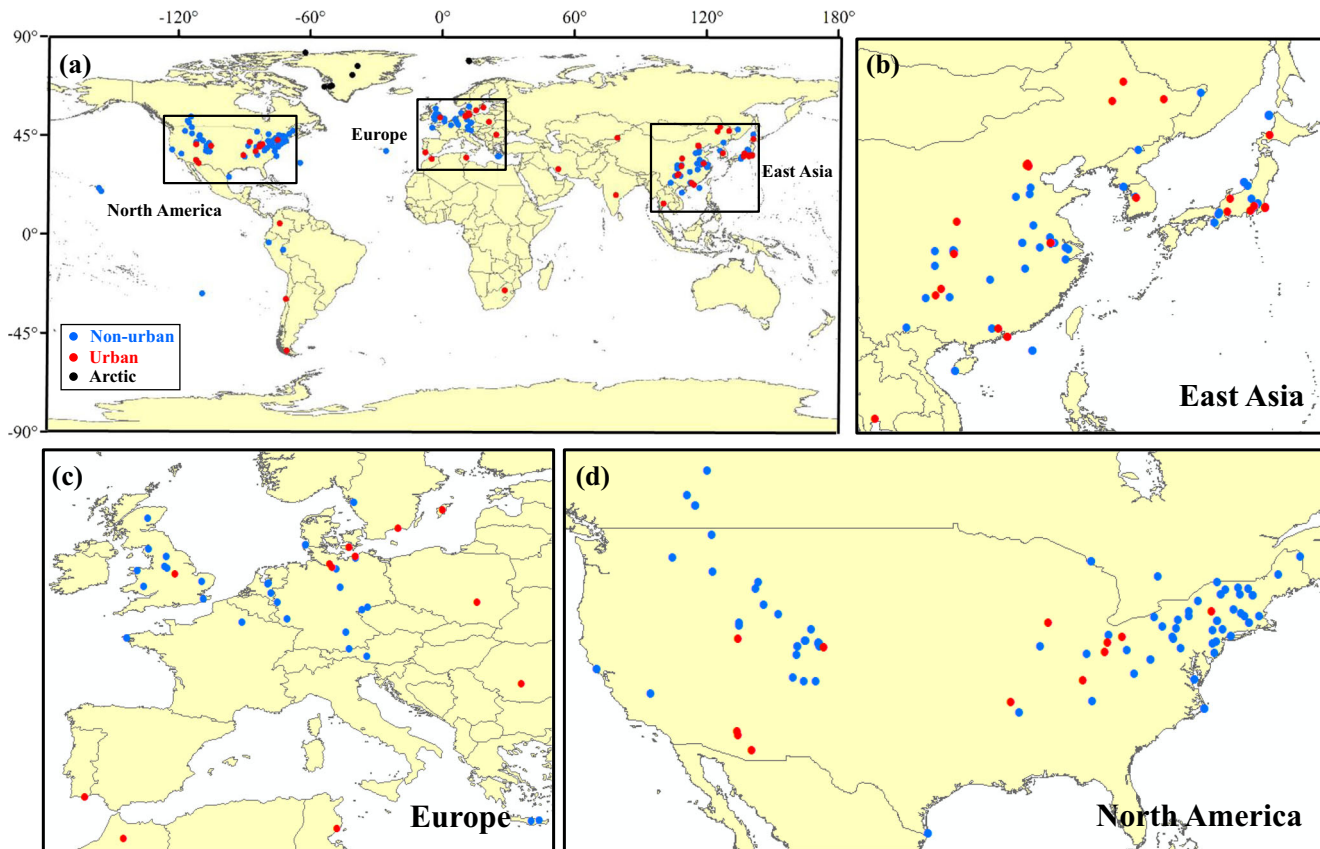 -120° -60° 0° 60° 120° 180°
90°
(a)
(b)
45°
Europe
East Asia
North America
0°
-45°
Non-urban
Urban
Arctic
-90°
East Asia
(c)
(d)
Europe
North America